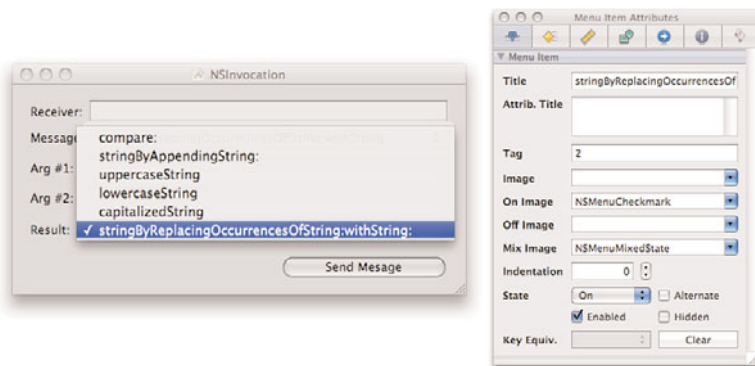 NSInvocation
Receiver:
Message
compare:
stringByAppendingString:
Arg #1:
uppercaseString
lowercaseString
Arg #2:
capitalizedString
Result: ✓ stringByReplacingOccurrencesOfString:withString:
Send Mesage
Menu Item Attributes
Menu Item
Title stringByReplacingOccurrencesOf
Attrib. Title
Tag 2
Image
On Image NSMenuCheckmark
Off Image
Mix Image NSMenuMixedState
Indentation 0
State On Alternate
Enabled Hidden
Key Equiv. Clear